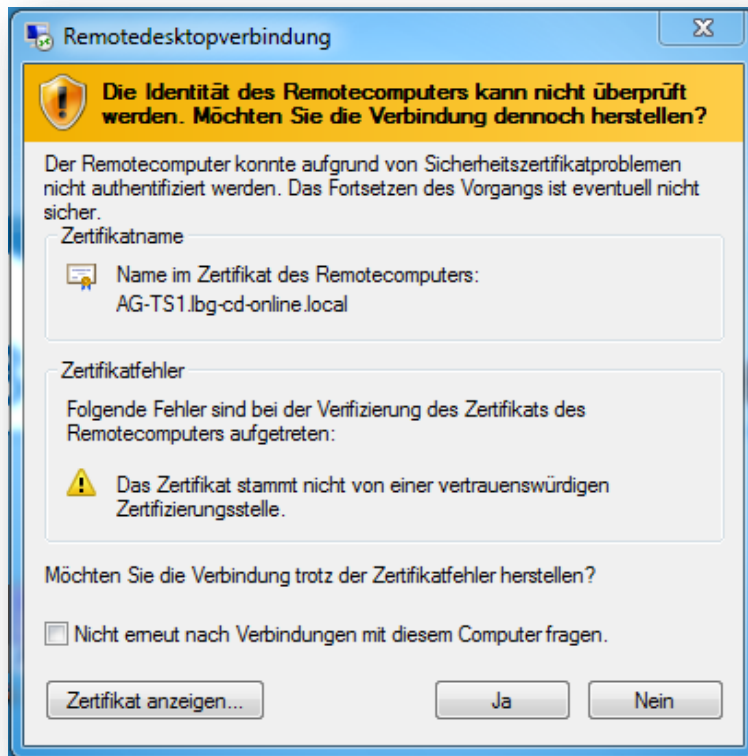 Remotedesktopverbindung
Die Identität des Remotecomputers kann nicht überprüft
werden. Möchten Sie die Verbindung dennoch herstellen?
Der Remotecomputer konnte aufgrund von Sicherheitszertifikatproblemen
nicht authentifiziert werden. Das Fortsetzen des Vorgangs ist eventuell nicht
sicher.
Zertifikatname
Name im Zertifikat des Remotecomputers:
AG-TS1.lbg-cd-online.local
Zertifikatfehler
Folgende Fehler sind bei der Verifizierung des Zertifikats des
Remotecomputers aufgetreten:
Das Zertifikat stammt nicht von einer vertrauenswürdigen
Zertifizierungsstelle.
Möchten Sie die Verbindung trotz der Zertifikatfehler herstellen?
Nicht erneut nach Verbindungen mit diesem Computer fragen.
Zertifikat anzeigen... Ja Nein